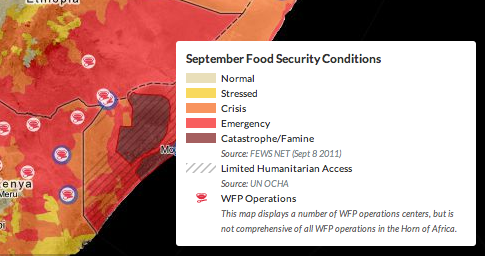 Ethiopia
September Food Security Conditions
Normal
Stressed
Crisis
Emergency
Catastrophe/Famine
Source: FEWS NET (Sept 8 2011)
Limited Humanitarian Access
Source: UN OCHA
WFP Operations
This map displays a number of WFP operations centers, but is
not comprehensive of all WFP operations in the Horn of Africa.
Mo
enya
Meru
bi